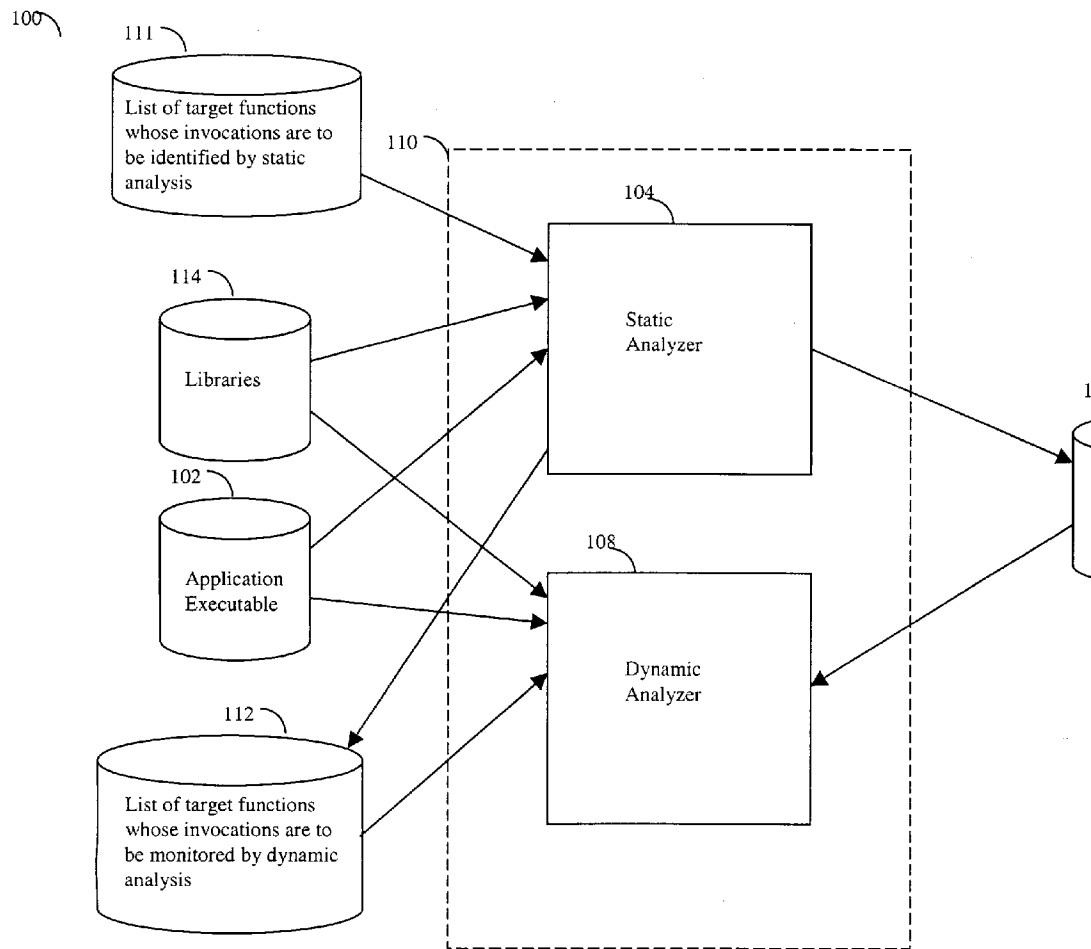 100
111
List of target functions
whose invocations are to
be identified by static
analysis
110
104
Static
Analyzer
114
Libraries
102
Application
Executable
108
Dynamic
Analyzer
112
List of target functions
whose invocations are to
be monitored by dynamic
analysis